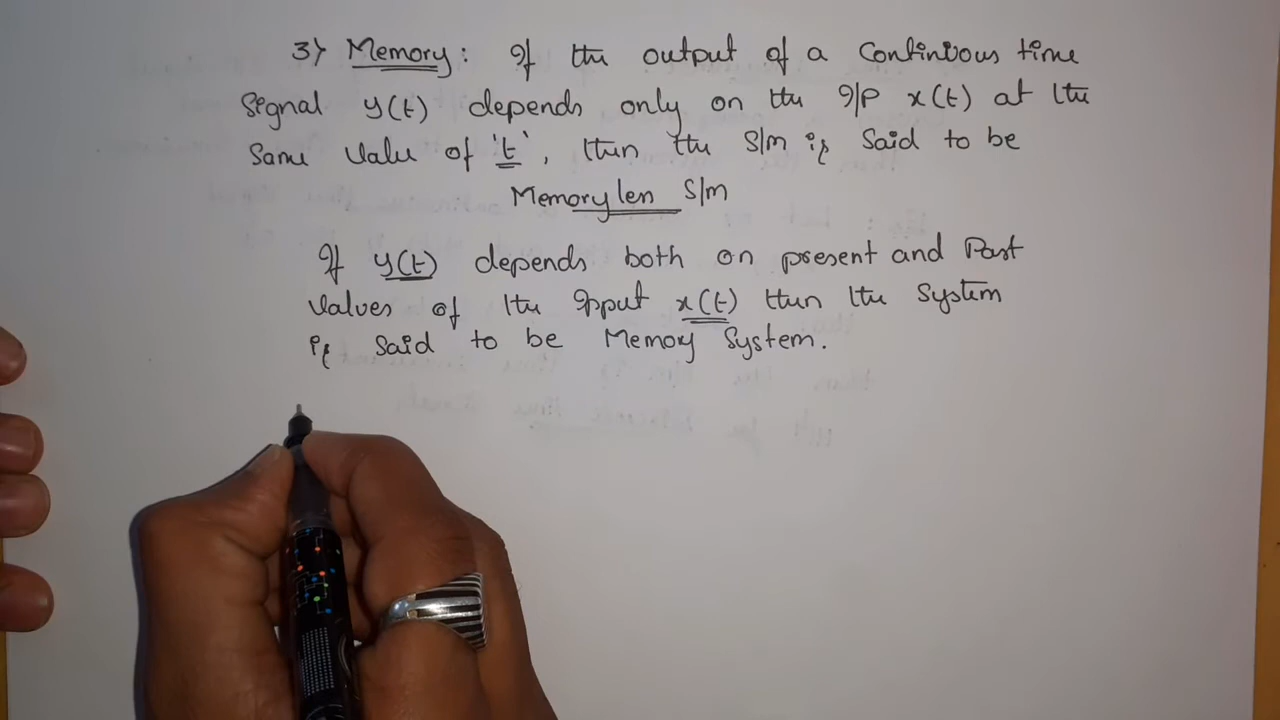 3) Memory: If the output of a Continuous time
Signal y(t) depends only on the I/P x(t) at the
Same Value of 't', then the S/m is Said to be
Memoryless S/m
If y(t) depends both on present and Past
Values of the Input x(t) then the System
is Said to be Memory System.